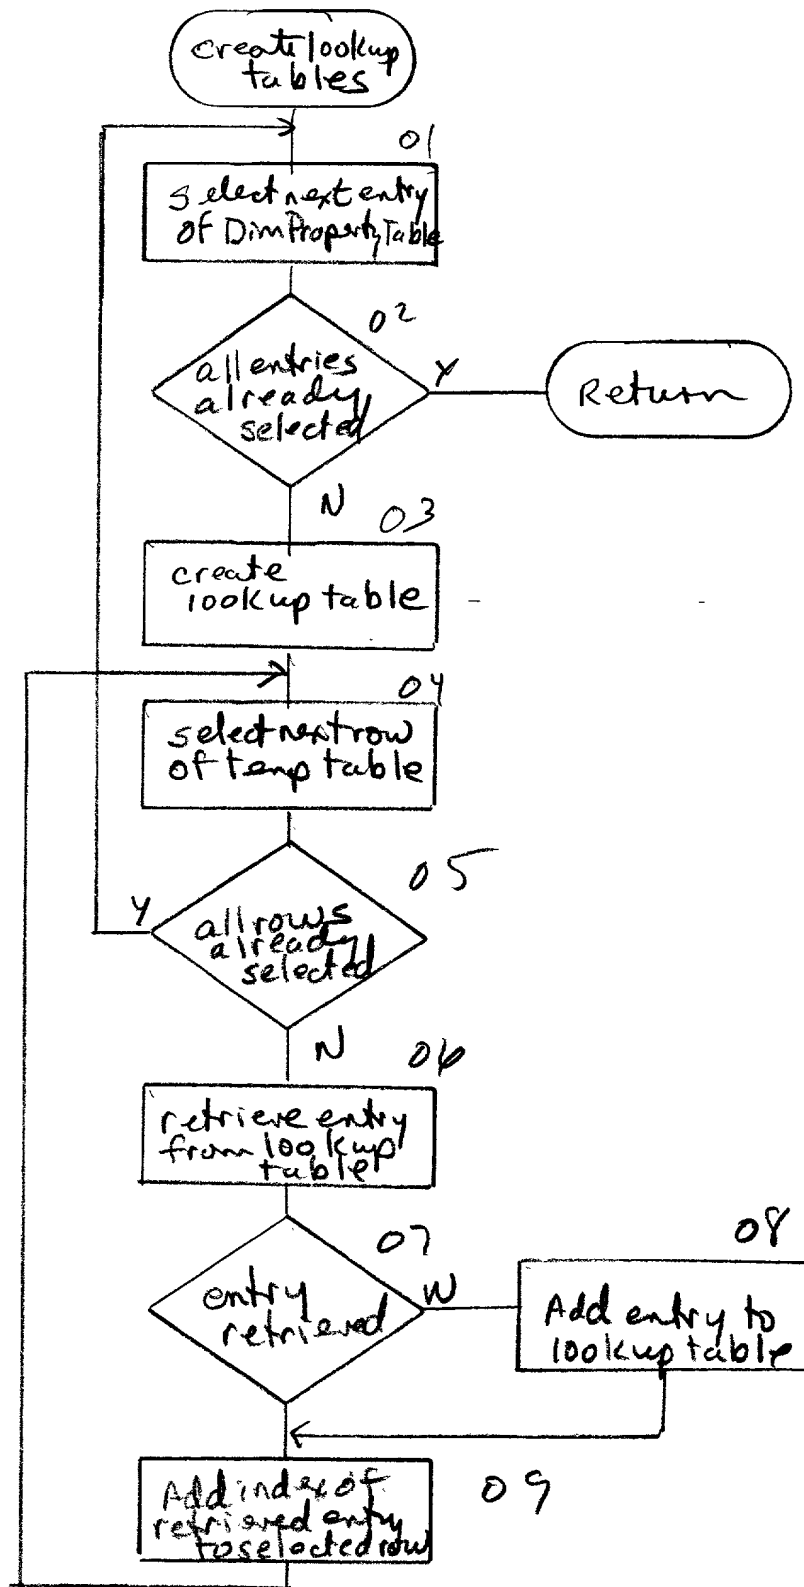 create lookup
tables
01
select next entry
of DimPropertyTable
02
all entries
already
selected
Y
Return
N
03
create
lookup table
04
select next row
of temp table
05
Y
all rows
already
selected
N
06
retrieve entry
from lookup
table
07
08
entry
retrieved
N
Add entry to
lookup table
09
Add index of
retrieved entry
to selected row